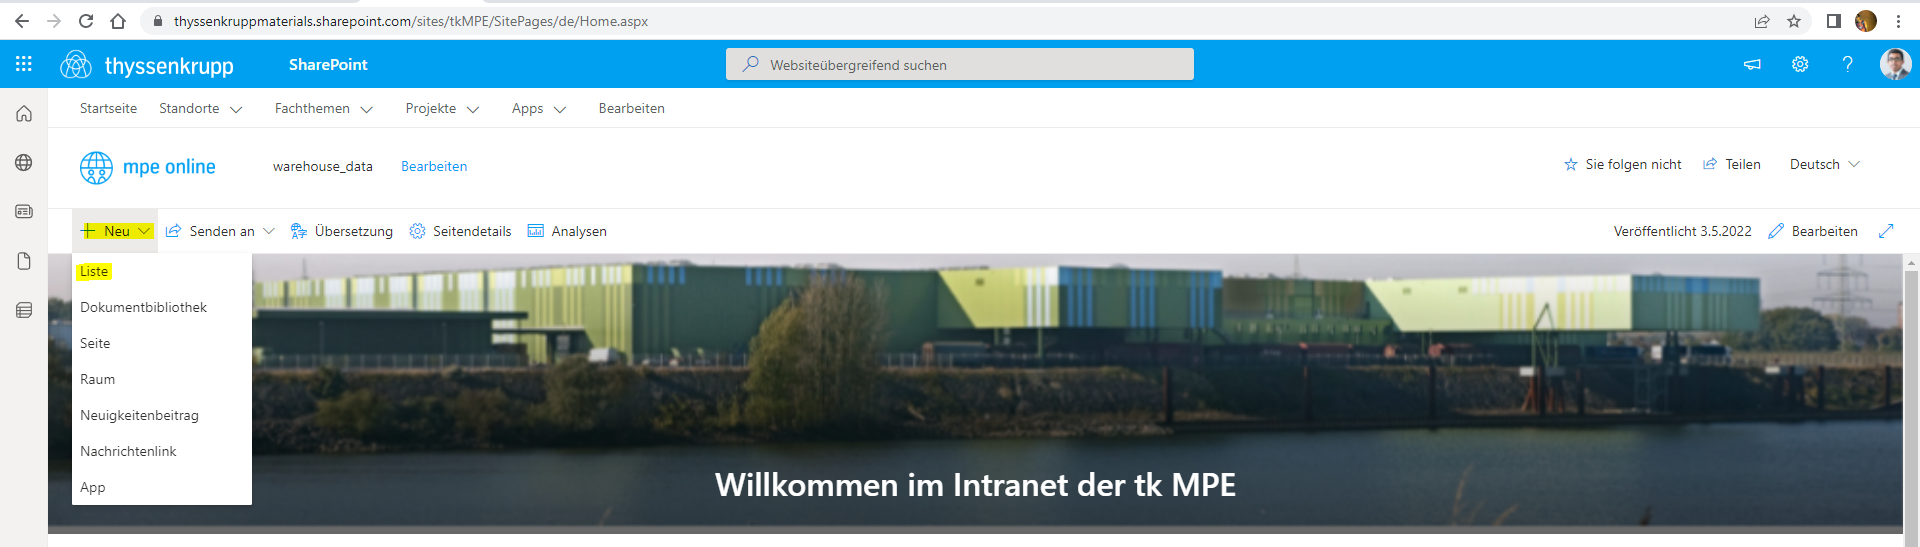 thyssenkruppmaterials.sharepoint.com/sites/tkMPE/SitePages/de/Home.aspx
thyssenkrupp SharePoint Websiteübergreifend suchen
Startseite Standorte Fachthemen Projekte Apps Bearbeiten
mpe online warehouse_data Bearbeiten Sie folgen nicht Teilen Deutsch
Neu Senden an Übersetzung Seitendetails Analysen Veröffentlicht 3.5.2022 Bearbeiten
Liste
Dokumentbibliothek
Seite
Raum
Neuigkeitenbeitrag
Nachrichtenlink
App
Willkommen im Intranet der tk MPE